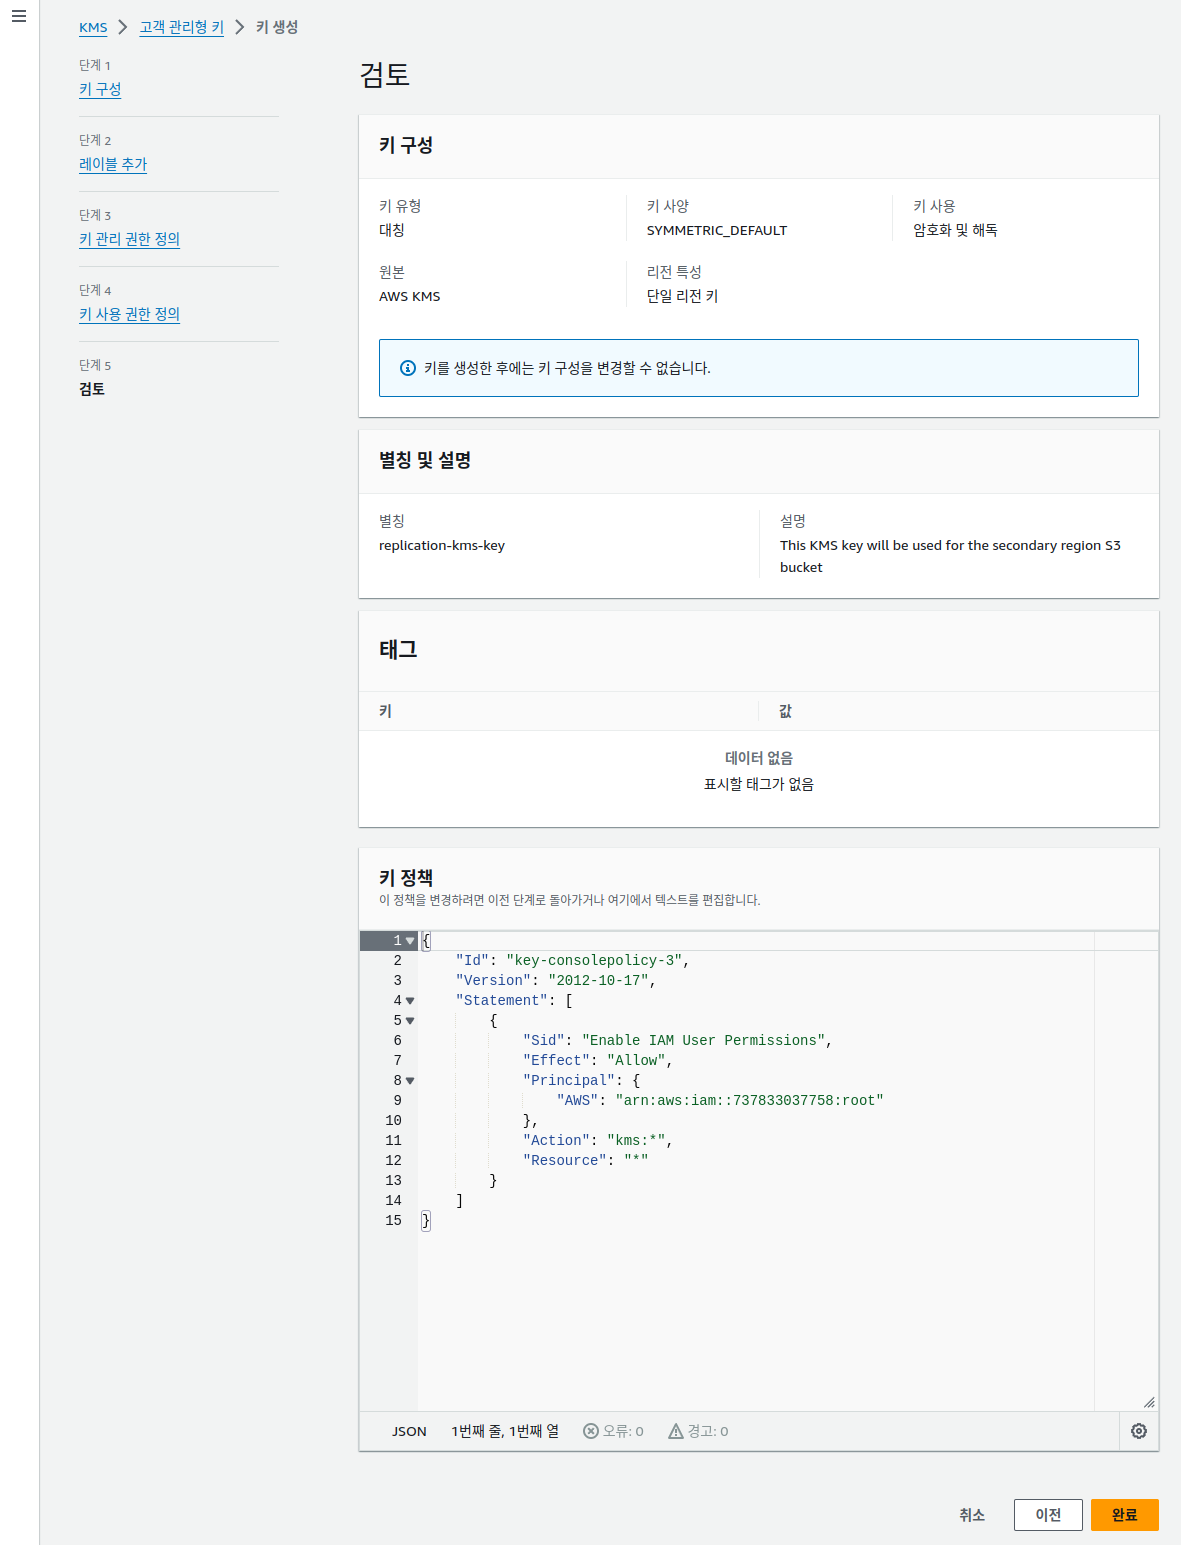 KMS > 고객 관리형 키 > 키 생성
단계 1
키 구성
단계 2
레이블 추가
단계 3
키 관리 권한 정의
단계 4
키 사용 권한 정의
단계 5
검토
검토
키 구성
키 유형
대칭
키 사양
SYMMETRIC_DEFAULT
키 사용
암호화 및 해독
원본
AWS KMS
리전 특성
단일 리전 키
키를 생성한 후에는 키 구성을 변경할 수 없습니다.
별칭 및 설명
별칭
replication-kms-key
설명
This KMS key will be used for the secondary region S3
bucket
태그
키 값
데이터 없음
표시할 태그가 없음
키 정책
이 정책을 변경하려면 이전 단계로 돌아가거나 여기에서 텍스트를 편집합니다.
1 {
2     "Id": "key-consolepolicy-3",
3     "Version": "2012-10-17",
4     "Statement": [
5         {
6             "Sid": "Enable IAM User Permissions",
7             "Effect": "Allow",
8             "Principal": {
9                 "AWS": "arn:aws:iam::737833037758:root"
10             },
11             "Action": "kms:*",
12             "Resource": "*"
13         }
14     ]
15 }
JSON 1번째 줄, 1번째 열 오류: 0 경고: 0
취소 이전 완료